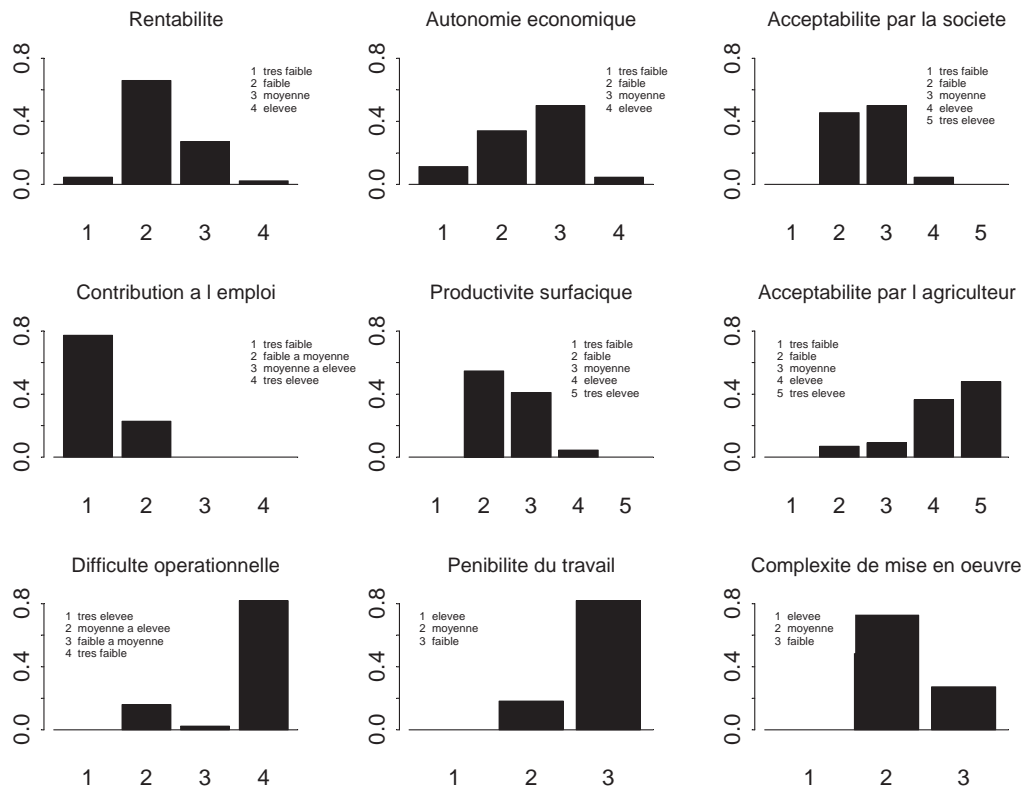 Rentabilite
0.0 0.4 0.8
1 tres faible
2 faible
3 moyenne
4 elevee
1 2 3 4
Autonomie economique
0.0 0.4 0.8
1 tres faible
2 faible
3 moyenne
4 elevee
1 2 3 4
Acceptabilite par la societe
0.0 0.4 0.8
1 tres faible
2 faible
3 moyenne
4 elevee
5 tres elevee
1 2 3 4 5
Contribution a l emploi
0.0 0.4 0.8
1 tres faible
2 faible a moyenne
3 moyenne a elevee
4 tres elevee
1 2 3 4
Productivite surfacique
0.0 0.4 0.8
1 tres faible
2 faible
3 moyenne
4 elevee
5 tres elevee
1 2 3 4 5
Acceptabilite par l agriculteur
0.0 0.4 0.8
1 tres faible
2 faible
3 moyenne
4 elevee
5 tres elevee
1 2 3 4 5
Difficulte operationnelle
0.0 0.4 0.8
1 tres elevee
2 moyenne a elevee
3 faible a moyenne
4 tres faible
1 2 3 4
Penibilite du travail
0.0 0.4 0.8
1 elevee
2 moyenne
3 faible
1 2 3
Complexite de mise en oeuvre
0.0 0.4 0.8
1 elevee
2 moyenne
3 faible
1 2 3